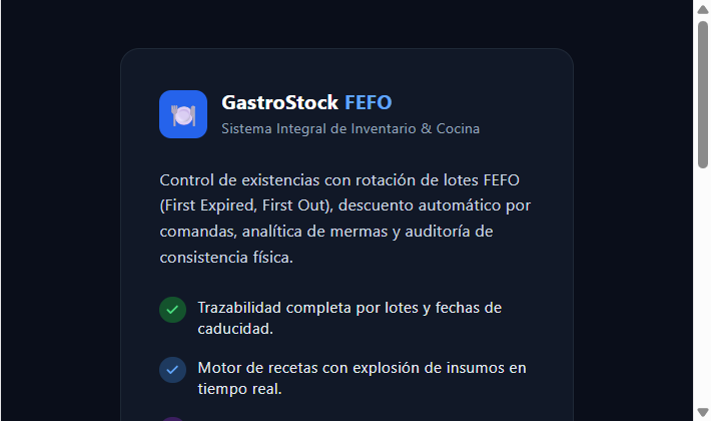 GastroStock FEFO
Sistema Integral de Inventario & Cocina
Control de existencias con rotación de lotes FEFO
(First Expired, First Out), descuento automático por
comandas, analítica de mermas y auditoría de
consistencia física.
Trazabilidad completa por lotes y fechas de
caducidad.
Motor de recetas con explosión de insumos en
tiempo real.